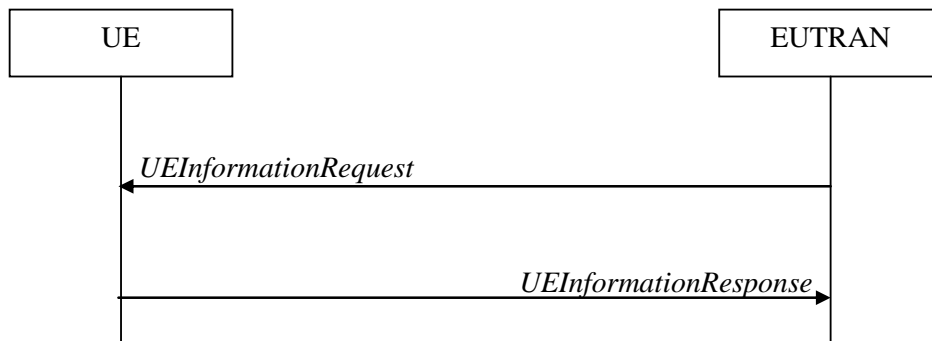 UE
EUTRAN
UEInformationRequest
UEInformationResponse